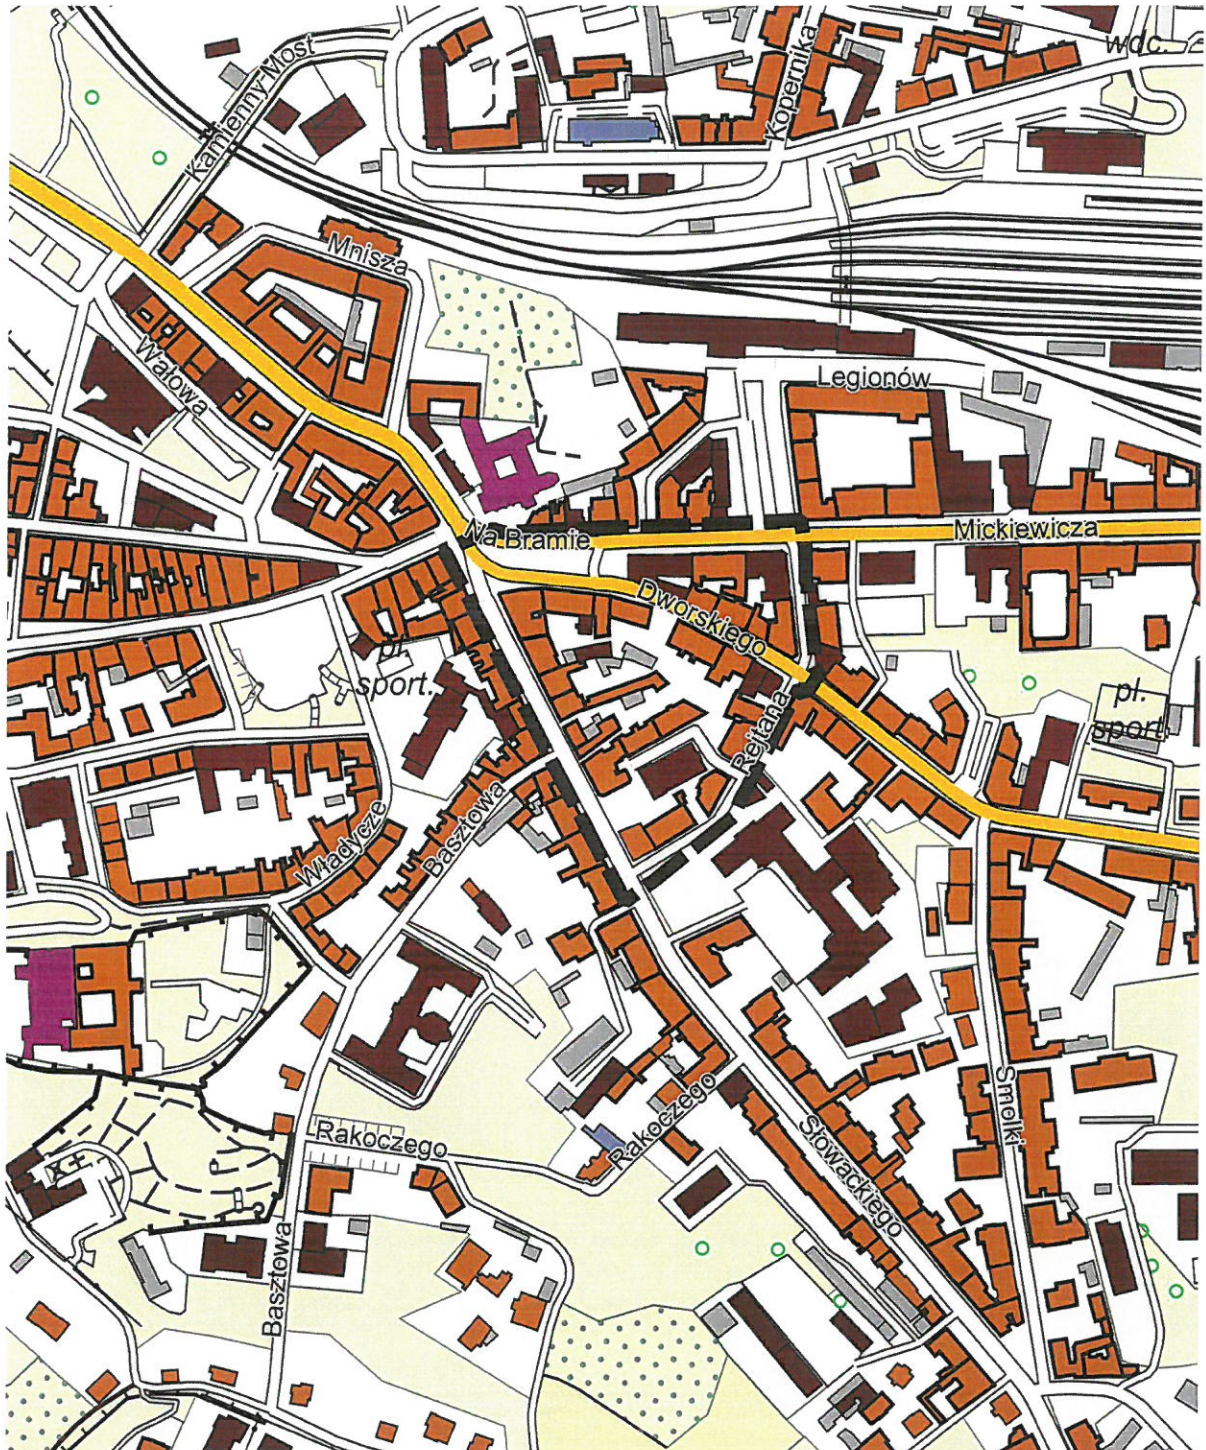 wdc. 2
Kamienny Most
Kopernika
Mnisza
Wałowa
Legionów
Na Bramie
Mickiewicza
Dworskiego
pl.
sport.
pl.
sport.
Rejtana
Basztowa
Władycze
Smolki
Rakoczego
Rakoczego
Słowackiego
Basztowa